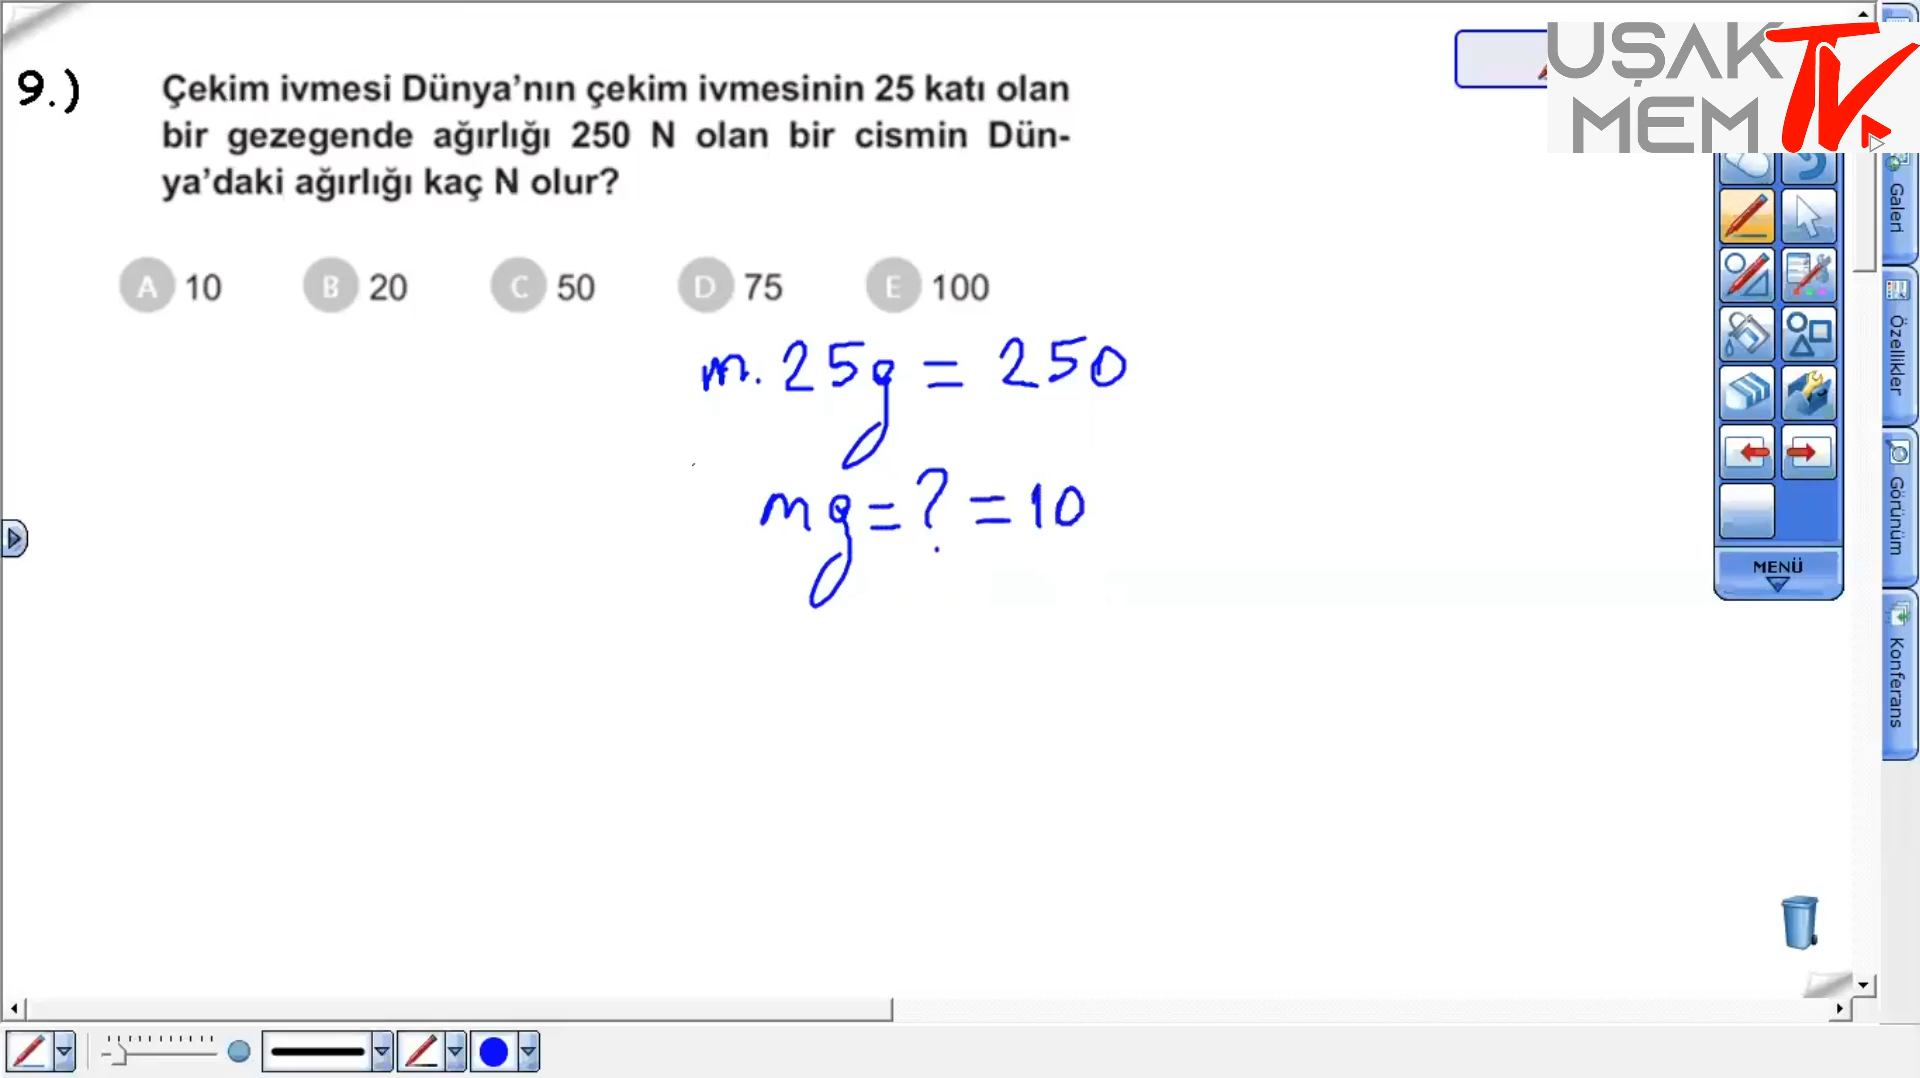 UŞAK
MEM TV
9.)
Çekim ivmesi Dünya'nın çekim ivmesinin 25 katı olan
bir gezegende ağırlığı 250 N olan bir cismin Dün-
ya'daki ağırlığı kaç N olur?
A 10 B 20 C 50 D 75 E 100
m. 25g = 250
mg = ? = 10
Galeri
Özellikler
Görünüm
Konferans
MENÜ